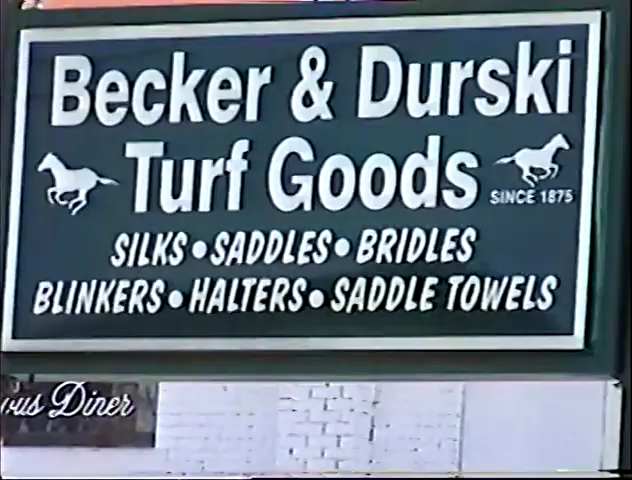 Becker & Durski
Turf Goods
SINCE 1875
SILKS • SADDLES • BRIDLES
BLINKERS • HALTERS • SADDLE TOWELS
Diner